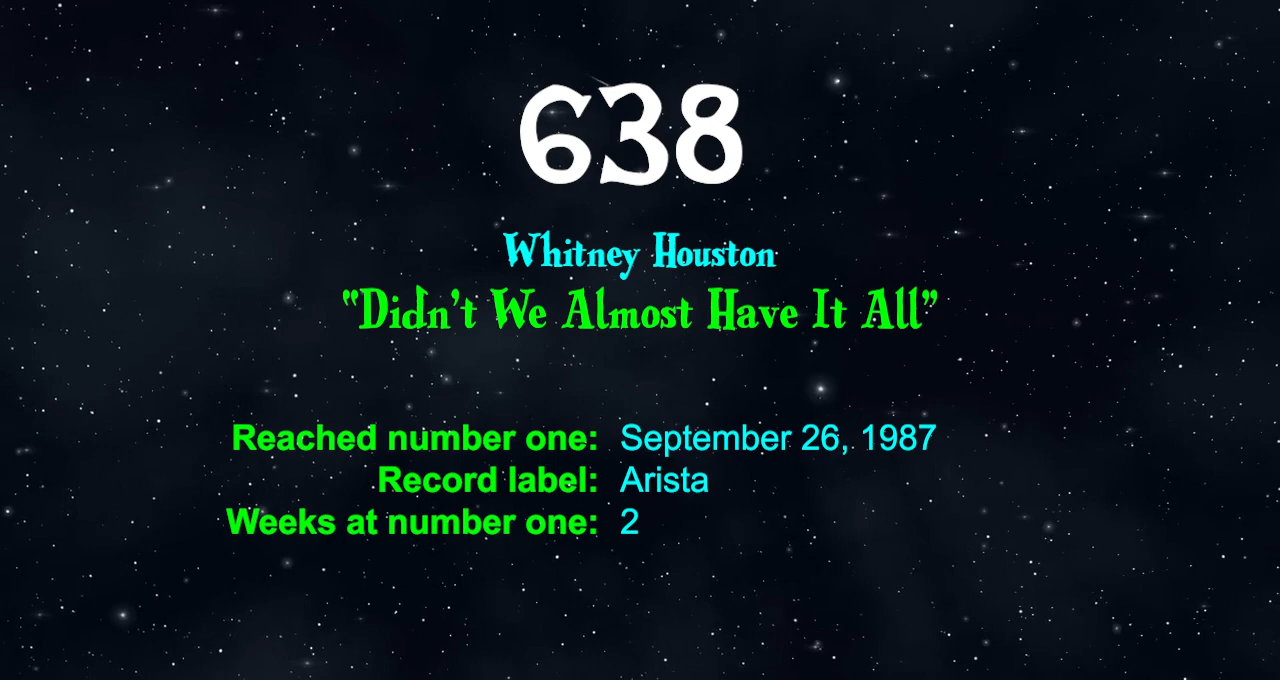 638
Whitney Houston
“Didn’t We Almost Have It All”
Reached number one: September 26, 1987
Record label: Arista
Weeks at number one: 2